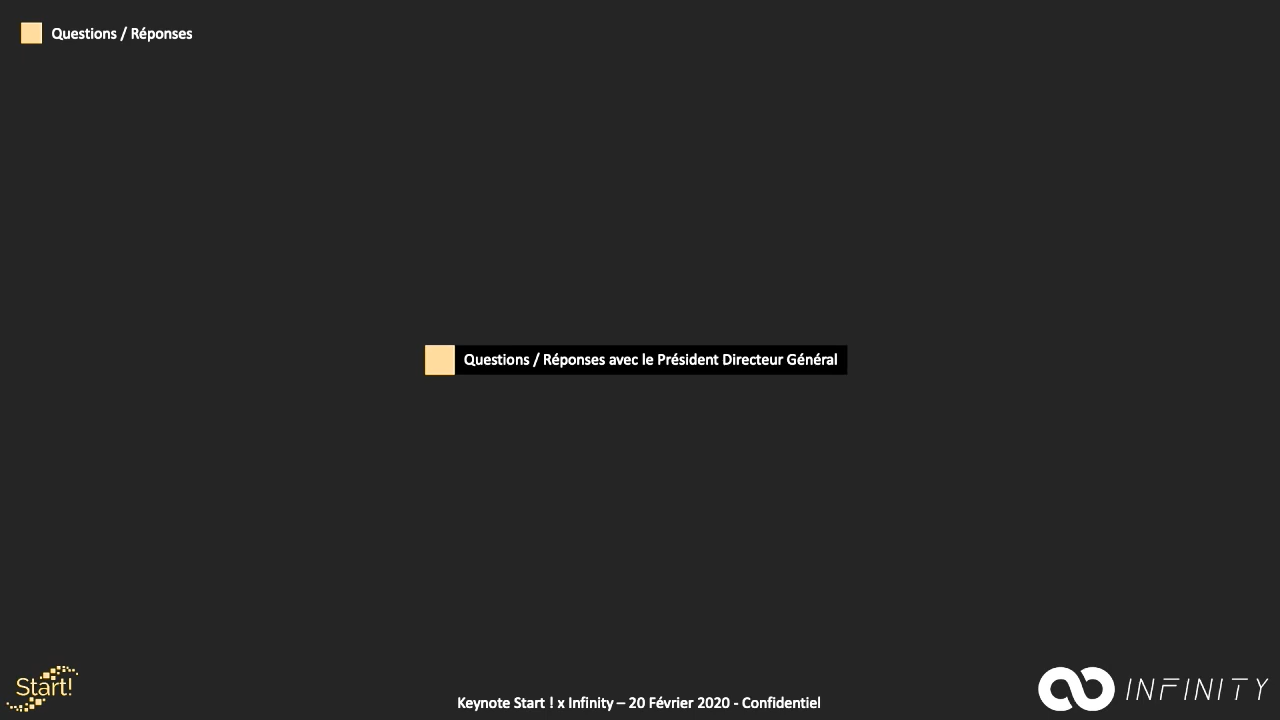 Questions / Réponses
Questions / Réponses avec le Président Directeur Général
Start!
Keynote Start ! x Infinity – 20 Février 2020 - Confidentiel
INFINITY